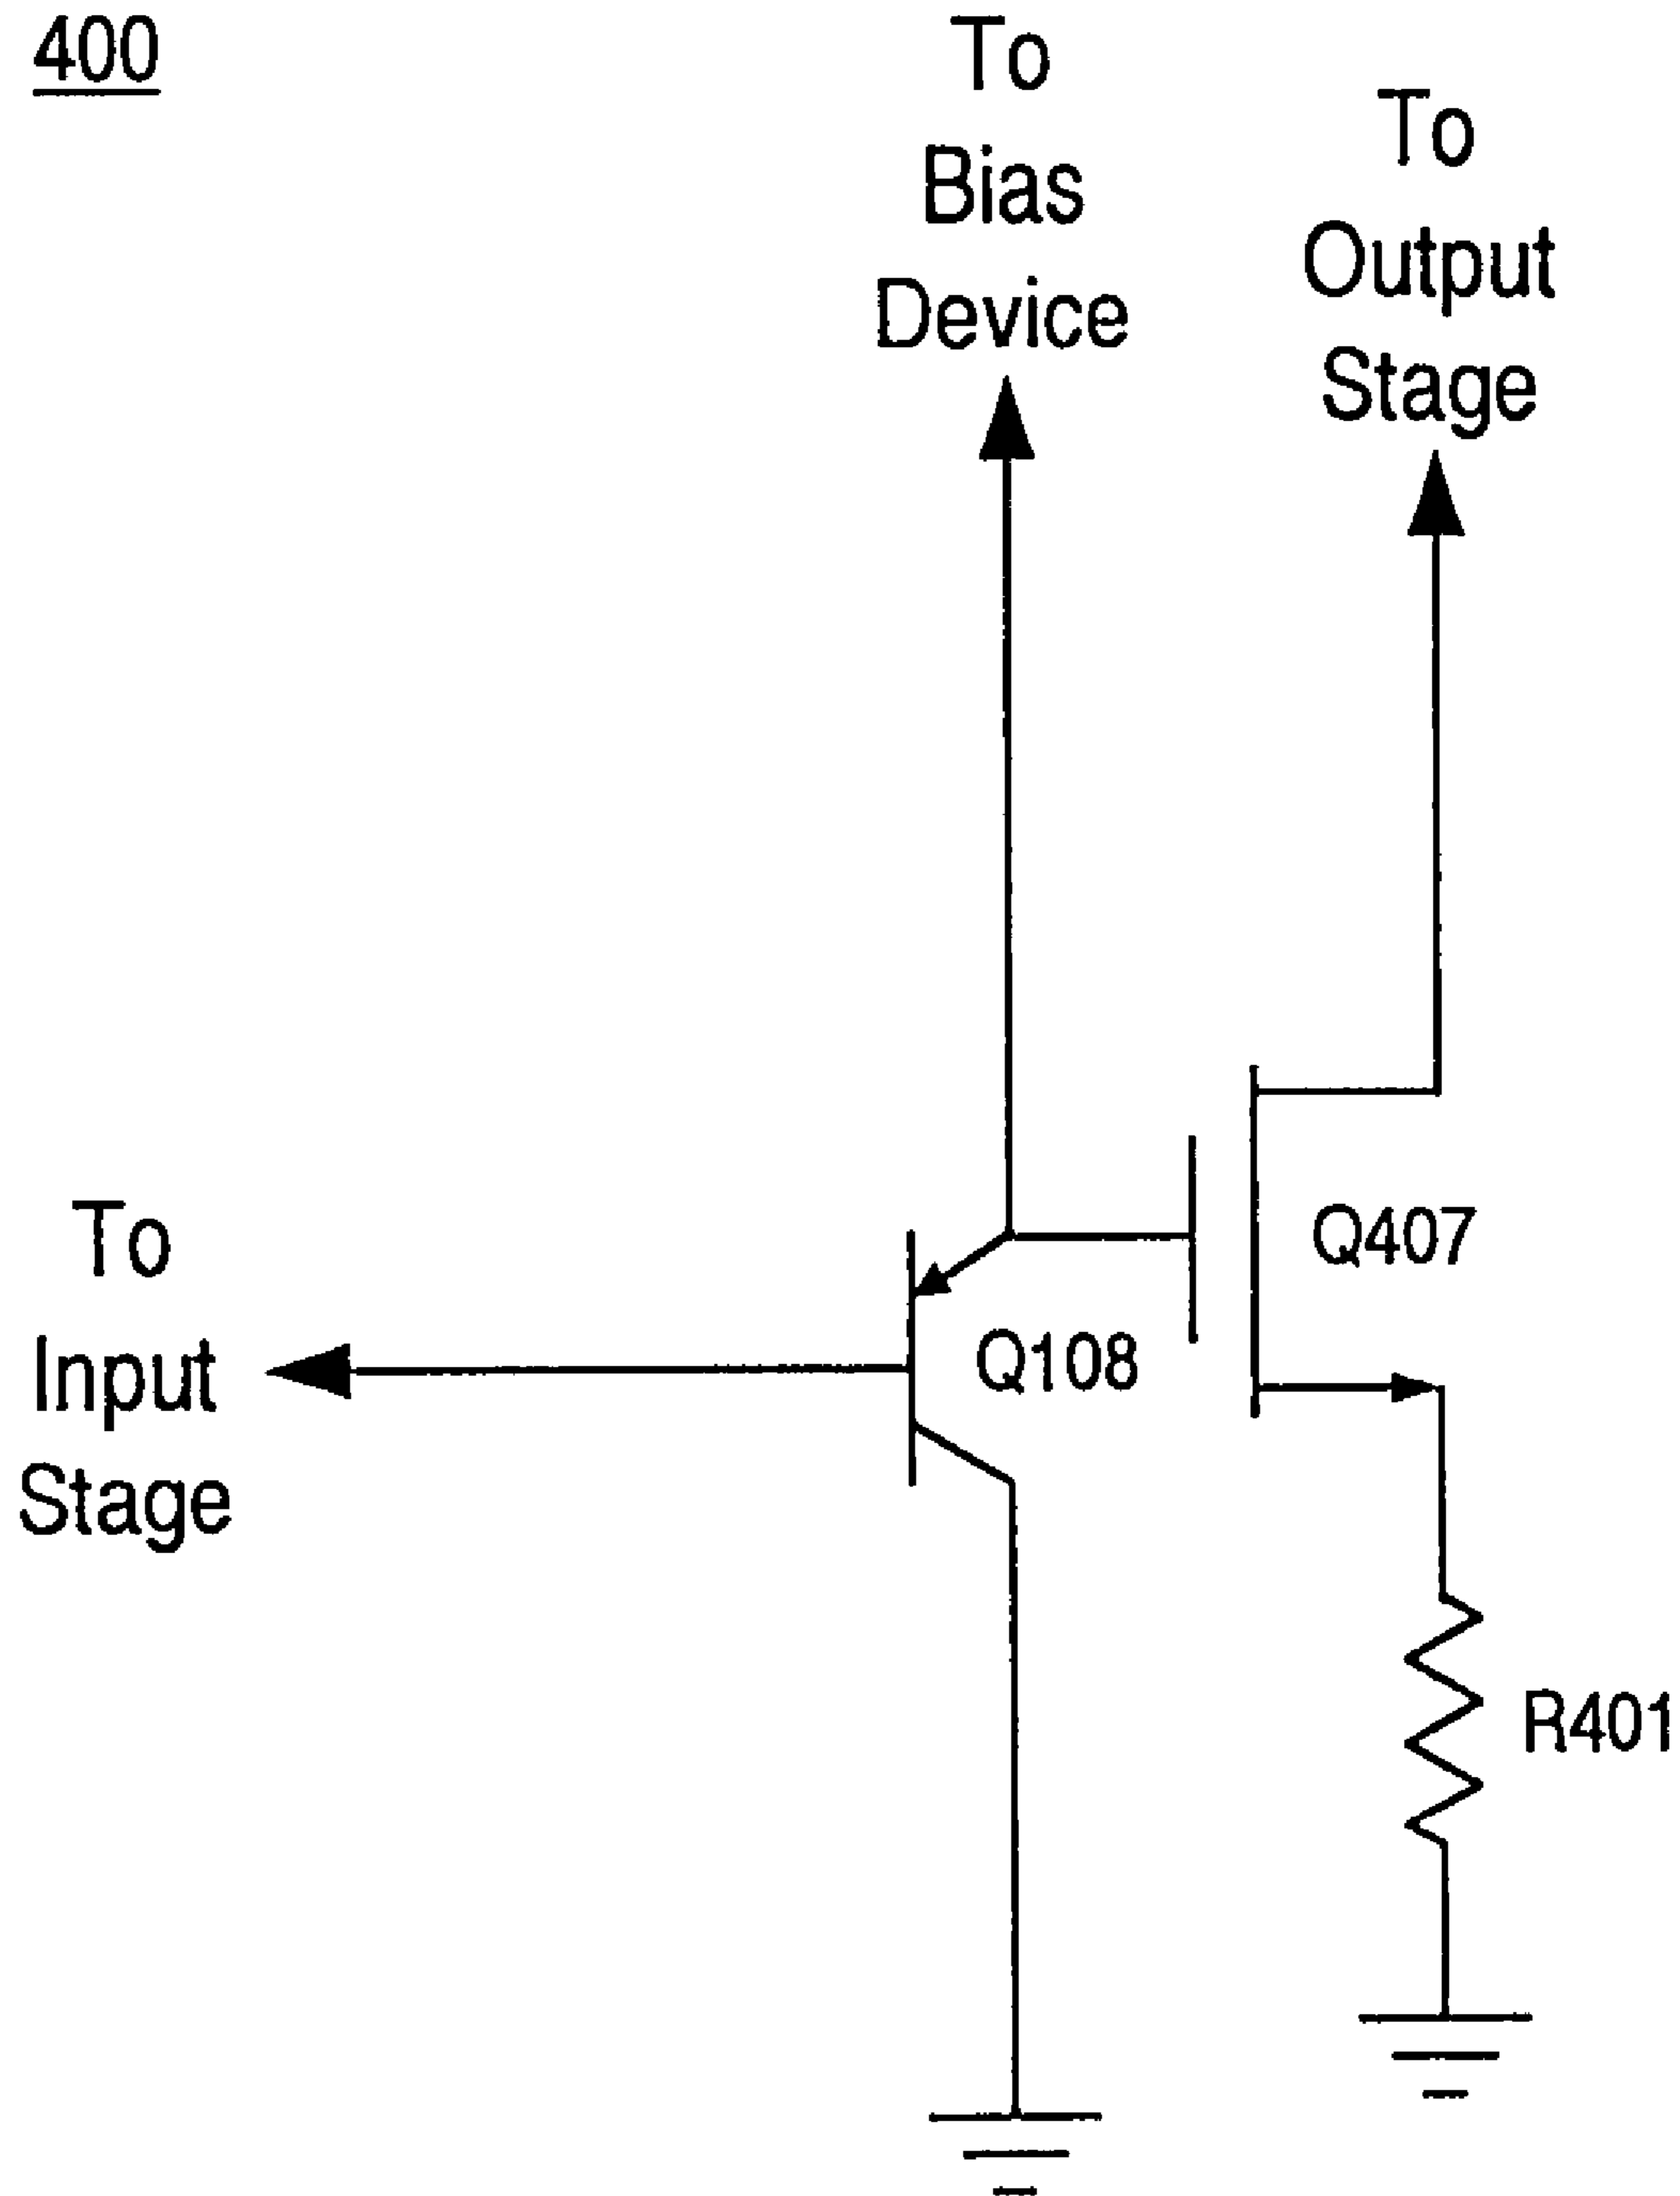 400
To
Bias
Device
To
Output
Stage
To
Input
Stage
Q407
Q108
R401